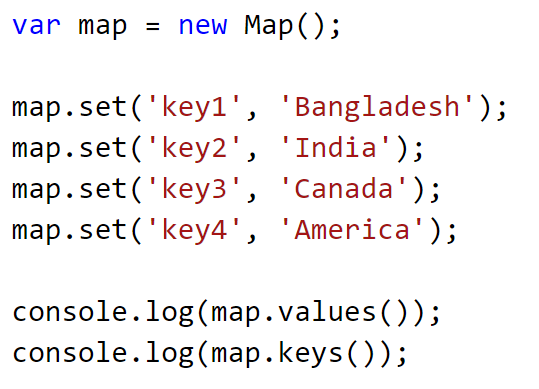 var map = new Map();
map.set('key1', 'Bangladesh');
map.set('key2', 'India');
map.set('key3', 'Canada');
map.set('key4', 'America');
console.log(map.values());
console.log(map.keys());